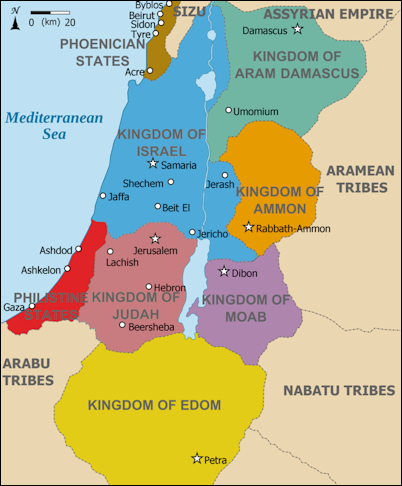 N
0 (km) 20
Byblos
Beirut
Sidon
Tyre
SIZU
ASSYRIAN EMPIRE
PHOENICIAN
STATES
Damascus
KINGDOM OF
ARAM DAMASCUS
Acre
Umomium
Mediterranean
Sea
KINGDOM OF
ISRAEL
Samaria
ARAMEAN
TRIBES
Shechem
Jerash
KINGDOM OF
AMMON
Jaffa
Beit El
Rabbath-Ammon
Jericho
Ashdod
Jerusalem
Lachish
Ashkelon
Dibon
Gaza
PHILISTINE
STATES
Hebron
KINGDOM OF
JUDAH
Beersheba
KINGDOM OF
MOAB
ARABU
TRIBES
NABATU TRIBES
KINGDOM OF EDOM
Petra